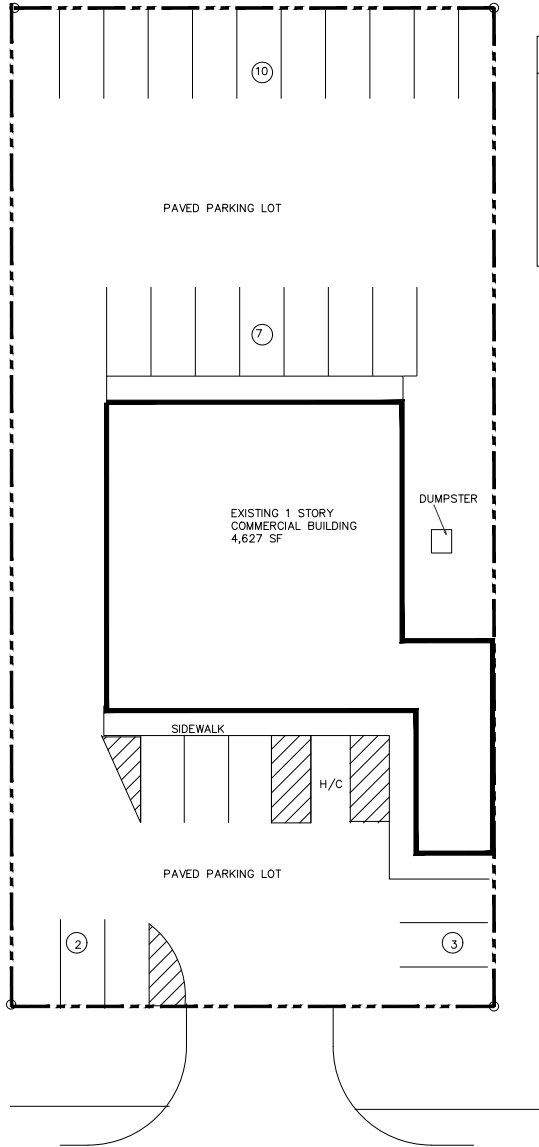 10
PAVED PARKING LOT
7
DUMPSTER
EXISTING 1 STORY
COMMERCIAL BUILDING
4,627 SF
SIDEWALK
H/C
PAVED PARKING LOT
2
3